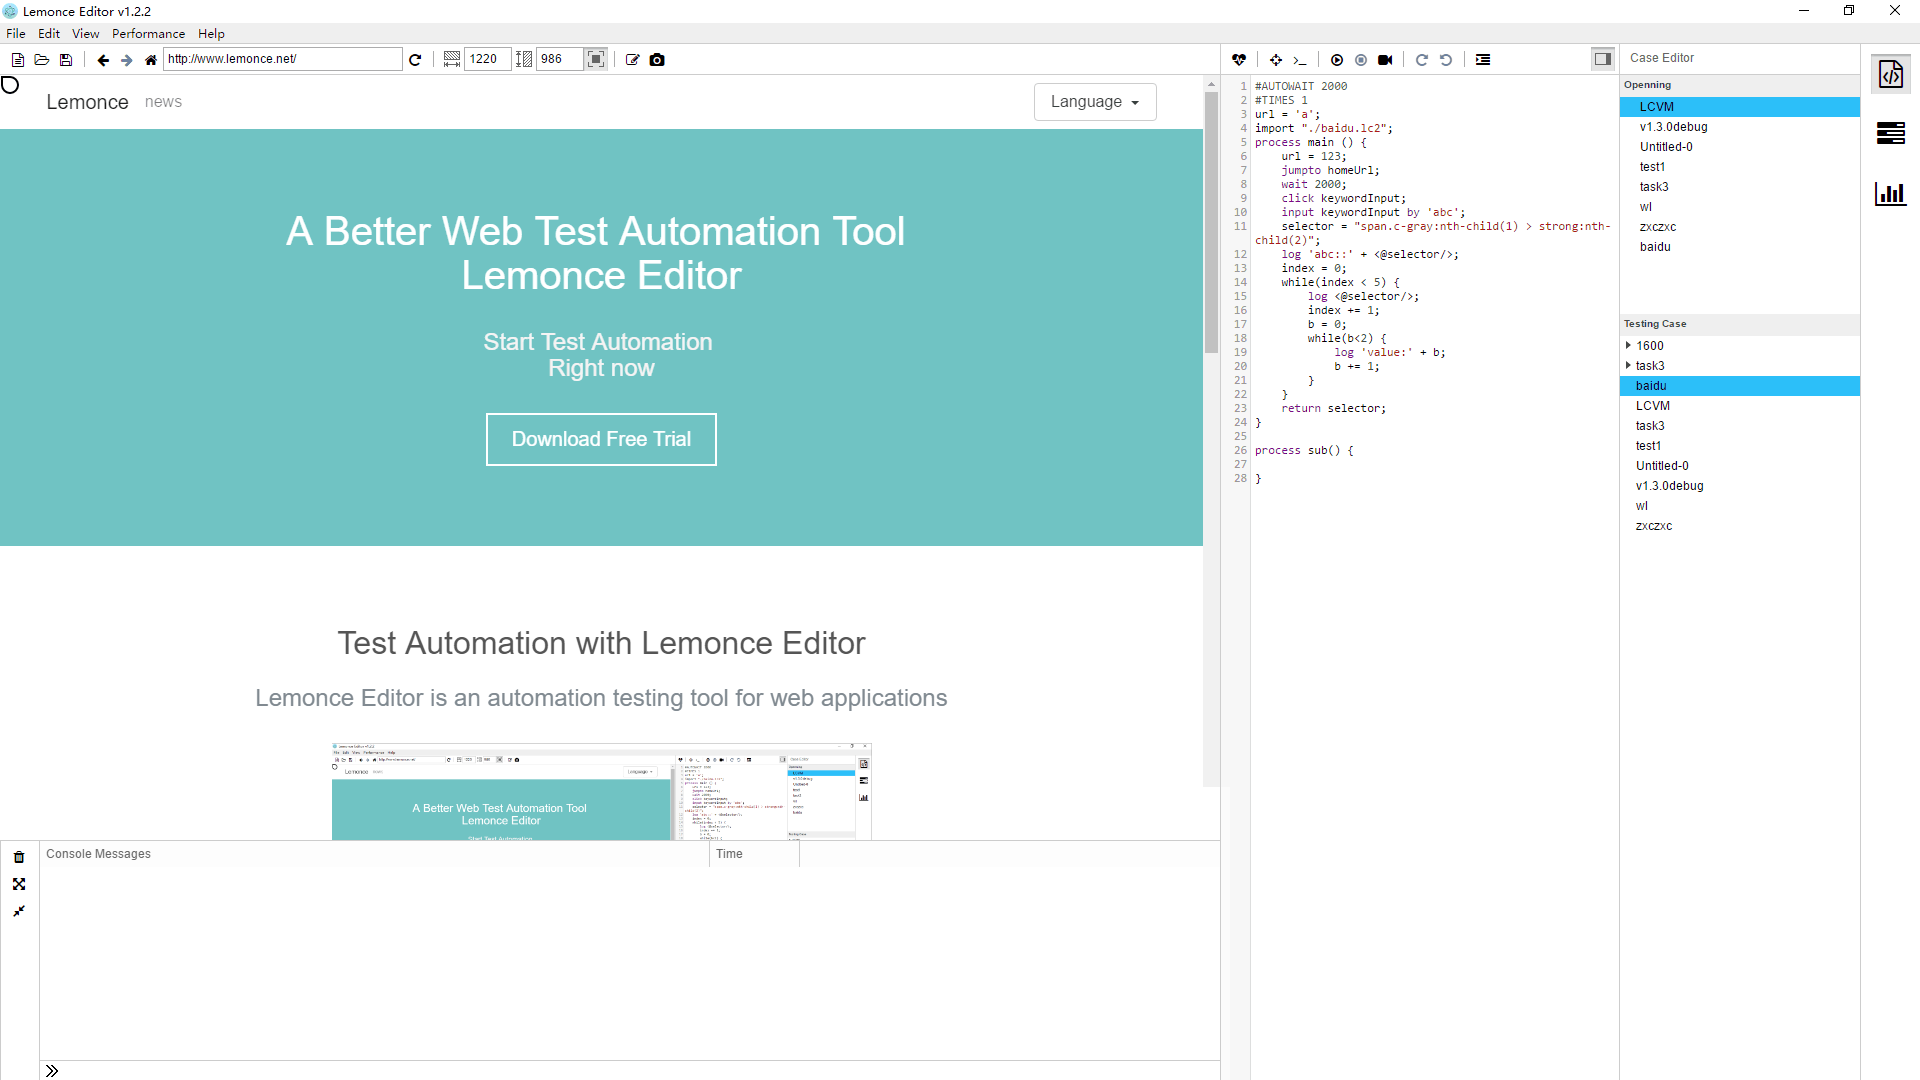 Lemonce Editor v1.2.2
File Edit View Performance Help
http://www.lemonce.net/ 1220 986
Lemonce news Language
A Better Web Test Automation Tool
Lemonce Editor
Start Test Automation
Right now
Download Free Trial
Test Automation with Lemonce Editor
Lemonce Editor is an automation testing tool for web applications
A Better Web Test Automation Tool
Lemonce Editor
Start Test Automation
Console Messages Time
1 #AUTOWAIT 2000
2 #TIMES 1
3 url = 'a';
4 import "./baidu.lc2";
5 process main () {
6 url = 123;
7 jumpto homeUrl;
8 wait 2000;
9 click keywordInput;
10 input keywordInput by 'abc';
11 selector = "span.c-gray:nth-child(1) > strong:nth-
child(2)";
12 log 'abc::' + <@selector/>;
13 index = 0;
14 while(index < 5) {
15 log <@selector/>;
16 index += 1;
17 b = 0;
18 while(b<2) {
19 log 'value:' + b;
20 b += 1;
21 }
22 }
23 return selector;
24 }
25
26 process sub() {
27
28 }
Case Editor
Openning
LCVM
v1.3.0debug
Untitled-0
test1
task3
wl
zxczxc
baidu
Testing Case
1600
task3
baidu
LCVM
task3
test1
Untitled-0
v1.3.0debug
wl
zxczxc